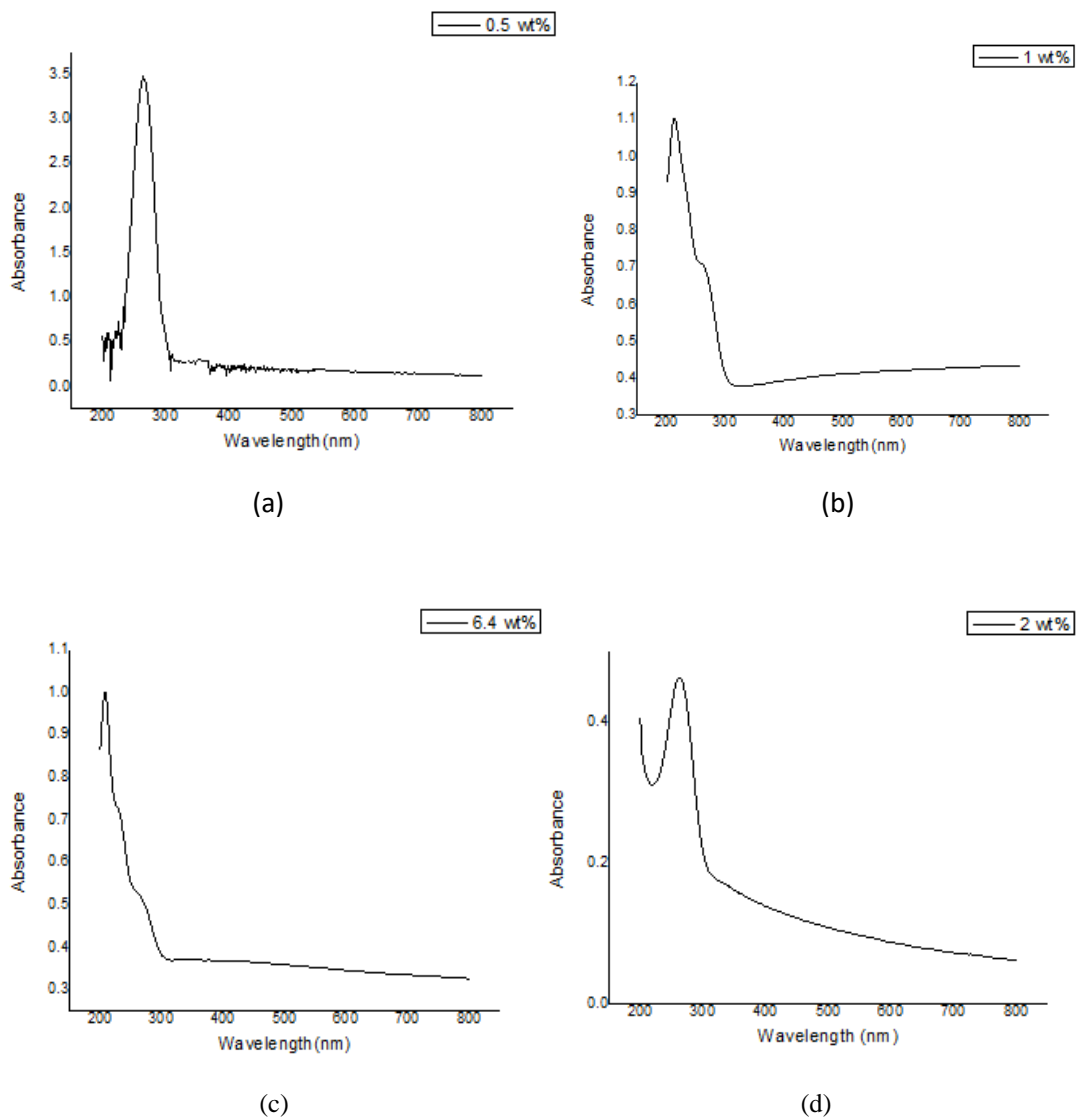 0.5 wt%
3.5
3.0
2.5
2.0
1.5
1.0
0.5
0.0
Absorbance
200 300 400 500 600 700 800
Wavelength(nm)
(a)
1 wt%
1.2
1.1
1.0
0.9
0.8
0.7
0.6
0.5
0.4
0.3
Absorbance
200 300 400 500 600 700 800
Wavelength(nm)
(b)
6.4 wt%
1.1
1.0
0.9
0.8
0.7
0.6
0.5
0.4
0.3
Absorbance
200 300 400 500 600 700 800
Wavelength(nm)
(c)
2 wt%
0.4
0.2
0.0
Absorbance
200 300 400 500 600 700 800
Wavelength (nm)
(d)